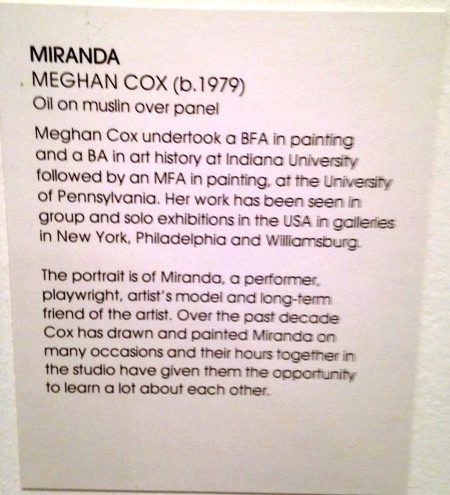 MIRANDA
MEGHAN COX (b.1979)
Oil on muslin over panel
Meghan Cox undertook a BFA in painting
and a BA in art history at Indiana University
followed by an MFA in painting, at the University
of Pennsylvania. Her work has been seen in
group and solo exhibitions in the USA in galleries
in New York, Philadelphia and Williamsburg.
The portrait is of Miranda, a performer,
playwright, artist's model and long-term
friend of the artist. Over the past decade
Cox has drawn and painted Miranda on
many occasions and their hours together in
the studio have given them the opportunity
to learn a lot about each other.